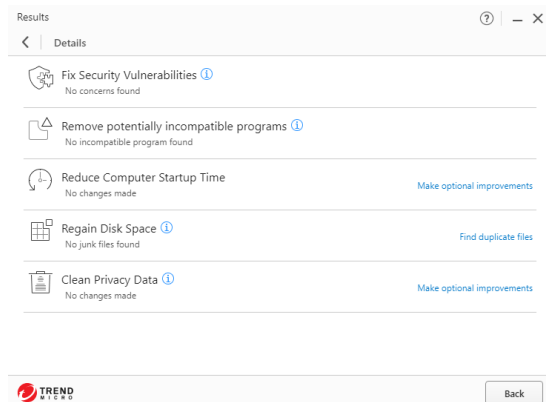 Results
Details
Fix Security Vulnerabilities
No concerns found
Remove potentially incompatible programs
No incompatible program found
Reduce Computer Startup Time
No changes made
Make optional improvements
Regain Disk Space
No junk files found
Find duplicate files
Clean Privacy Data
No changes made
Make optional improvements
TREND
MICRO
Back